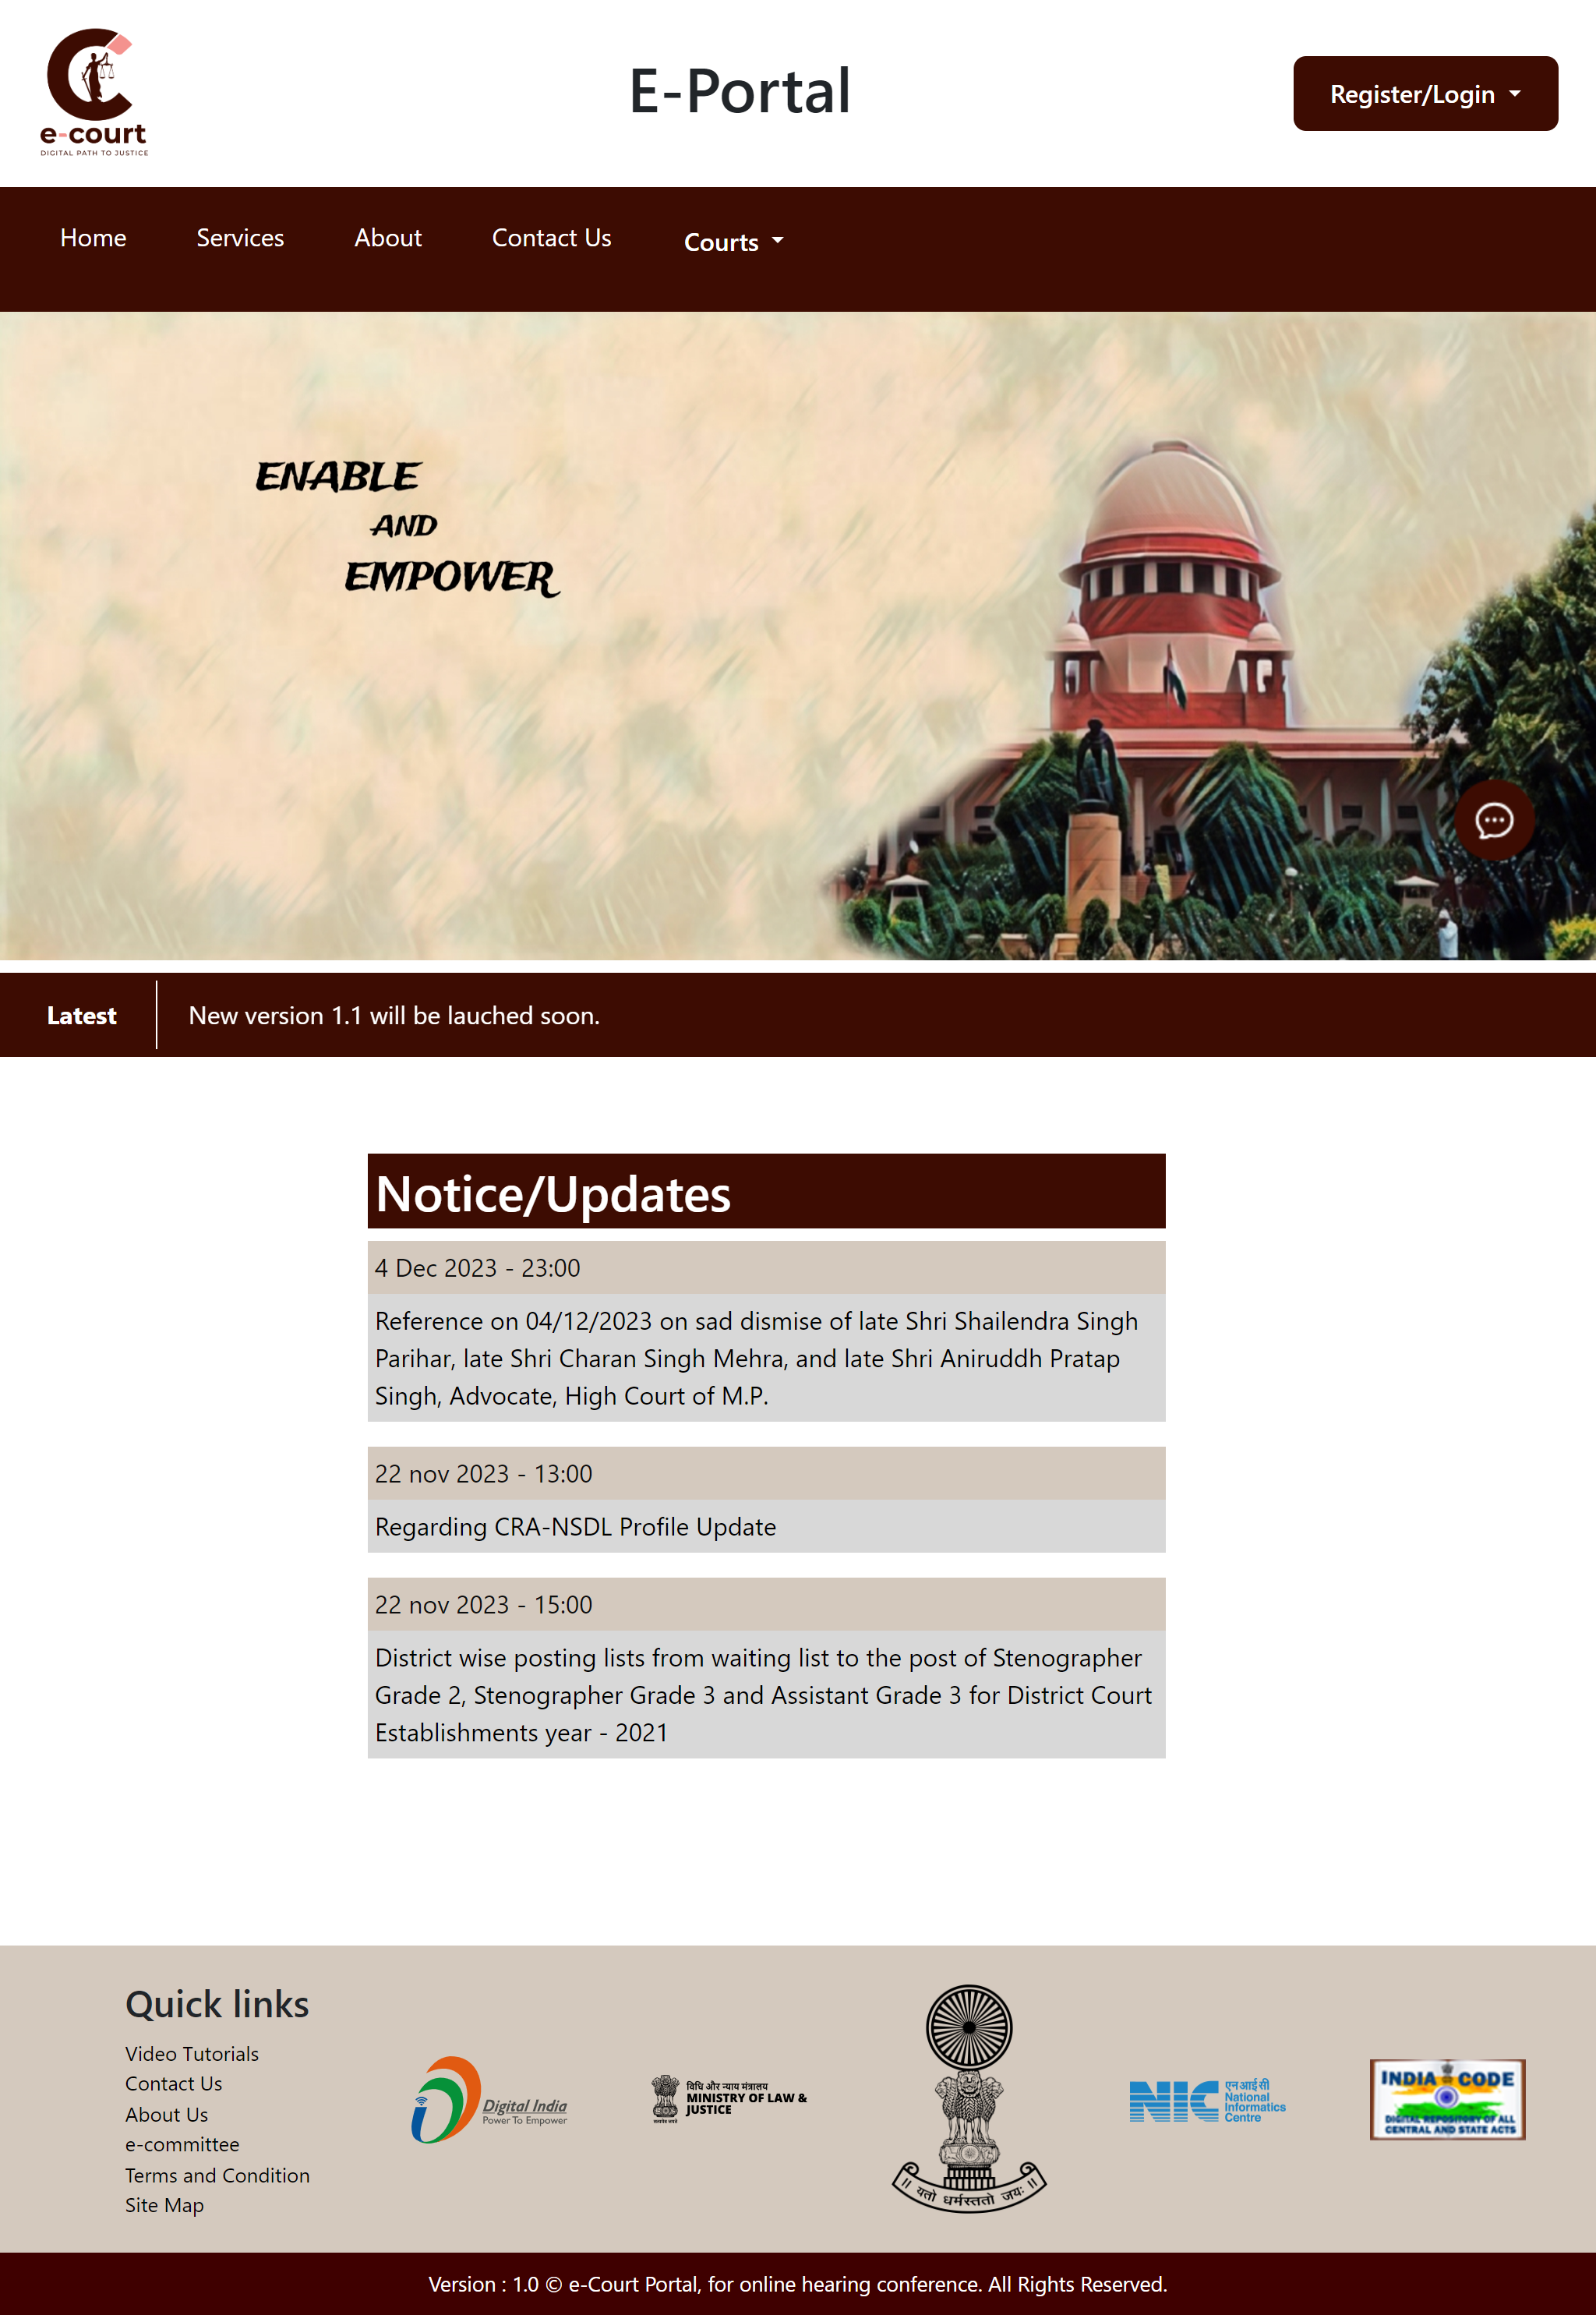 e-court
DIGITAL PATH TO JUSTICE
E-Portal
Register/Login
Home
Services
About
Contact Us
Courts
ENABLE
AND
EMPOWER
Latest
New version 1.1 will be lauched soon.
Notice/Updates
4 Dec 2023 - 23:00
Reference on 04/12/2023 on sad dismise of late Shri Shailendra Singh
Parihar, late Shri Charan Singh Mehra, and late Shri Aniruddh Pratap
Singh, Advocate, High Court of M.P.
22 nov 2023 - 13:00
Regarding CRA-NSDL Profile Update
22 nov 2023 - 15:00
District wise posting lists from waiting list to the post of Stenographer
Grade 2, Stenographer Grade 3 and Assistant Grade 3 for District Court
Establishments year - 2021
Quick links
Video Tutorials
Contact Us
About Us
e-committee
Terms and Condition
Site Map
Digital India
Power To Empower
विधि और न्याय मंत्रालय
MINISTRY OF LAW &
JUSTICE
सत्यमेव जयते
॥ यतो धर्मस्ततो जयः ॥
NIC
एन आई सी
National
Informatics
Centre
INDIA CODE
DIGITAL REPOSITORY OF ALL
CENTRAL AND STATE ACTS
Version : 1.0 © e-Court Portal, for online hearing conference. All Rights Reserved.